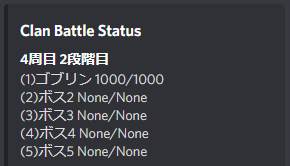 Clan Battle Status
4周目 2段階目
(1)ゴブリン 1000/1000
(2)ボス2 None/None
(3)ボス3 None/None
(4)ボス4 None/None
(5)ボス5 None/None